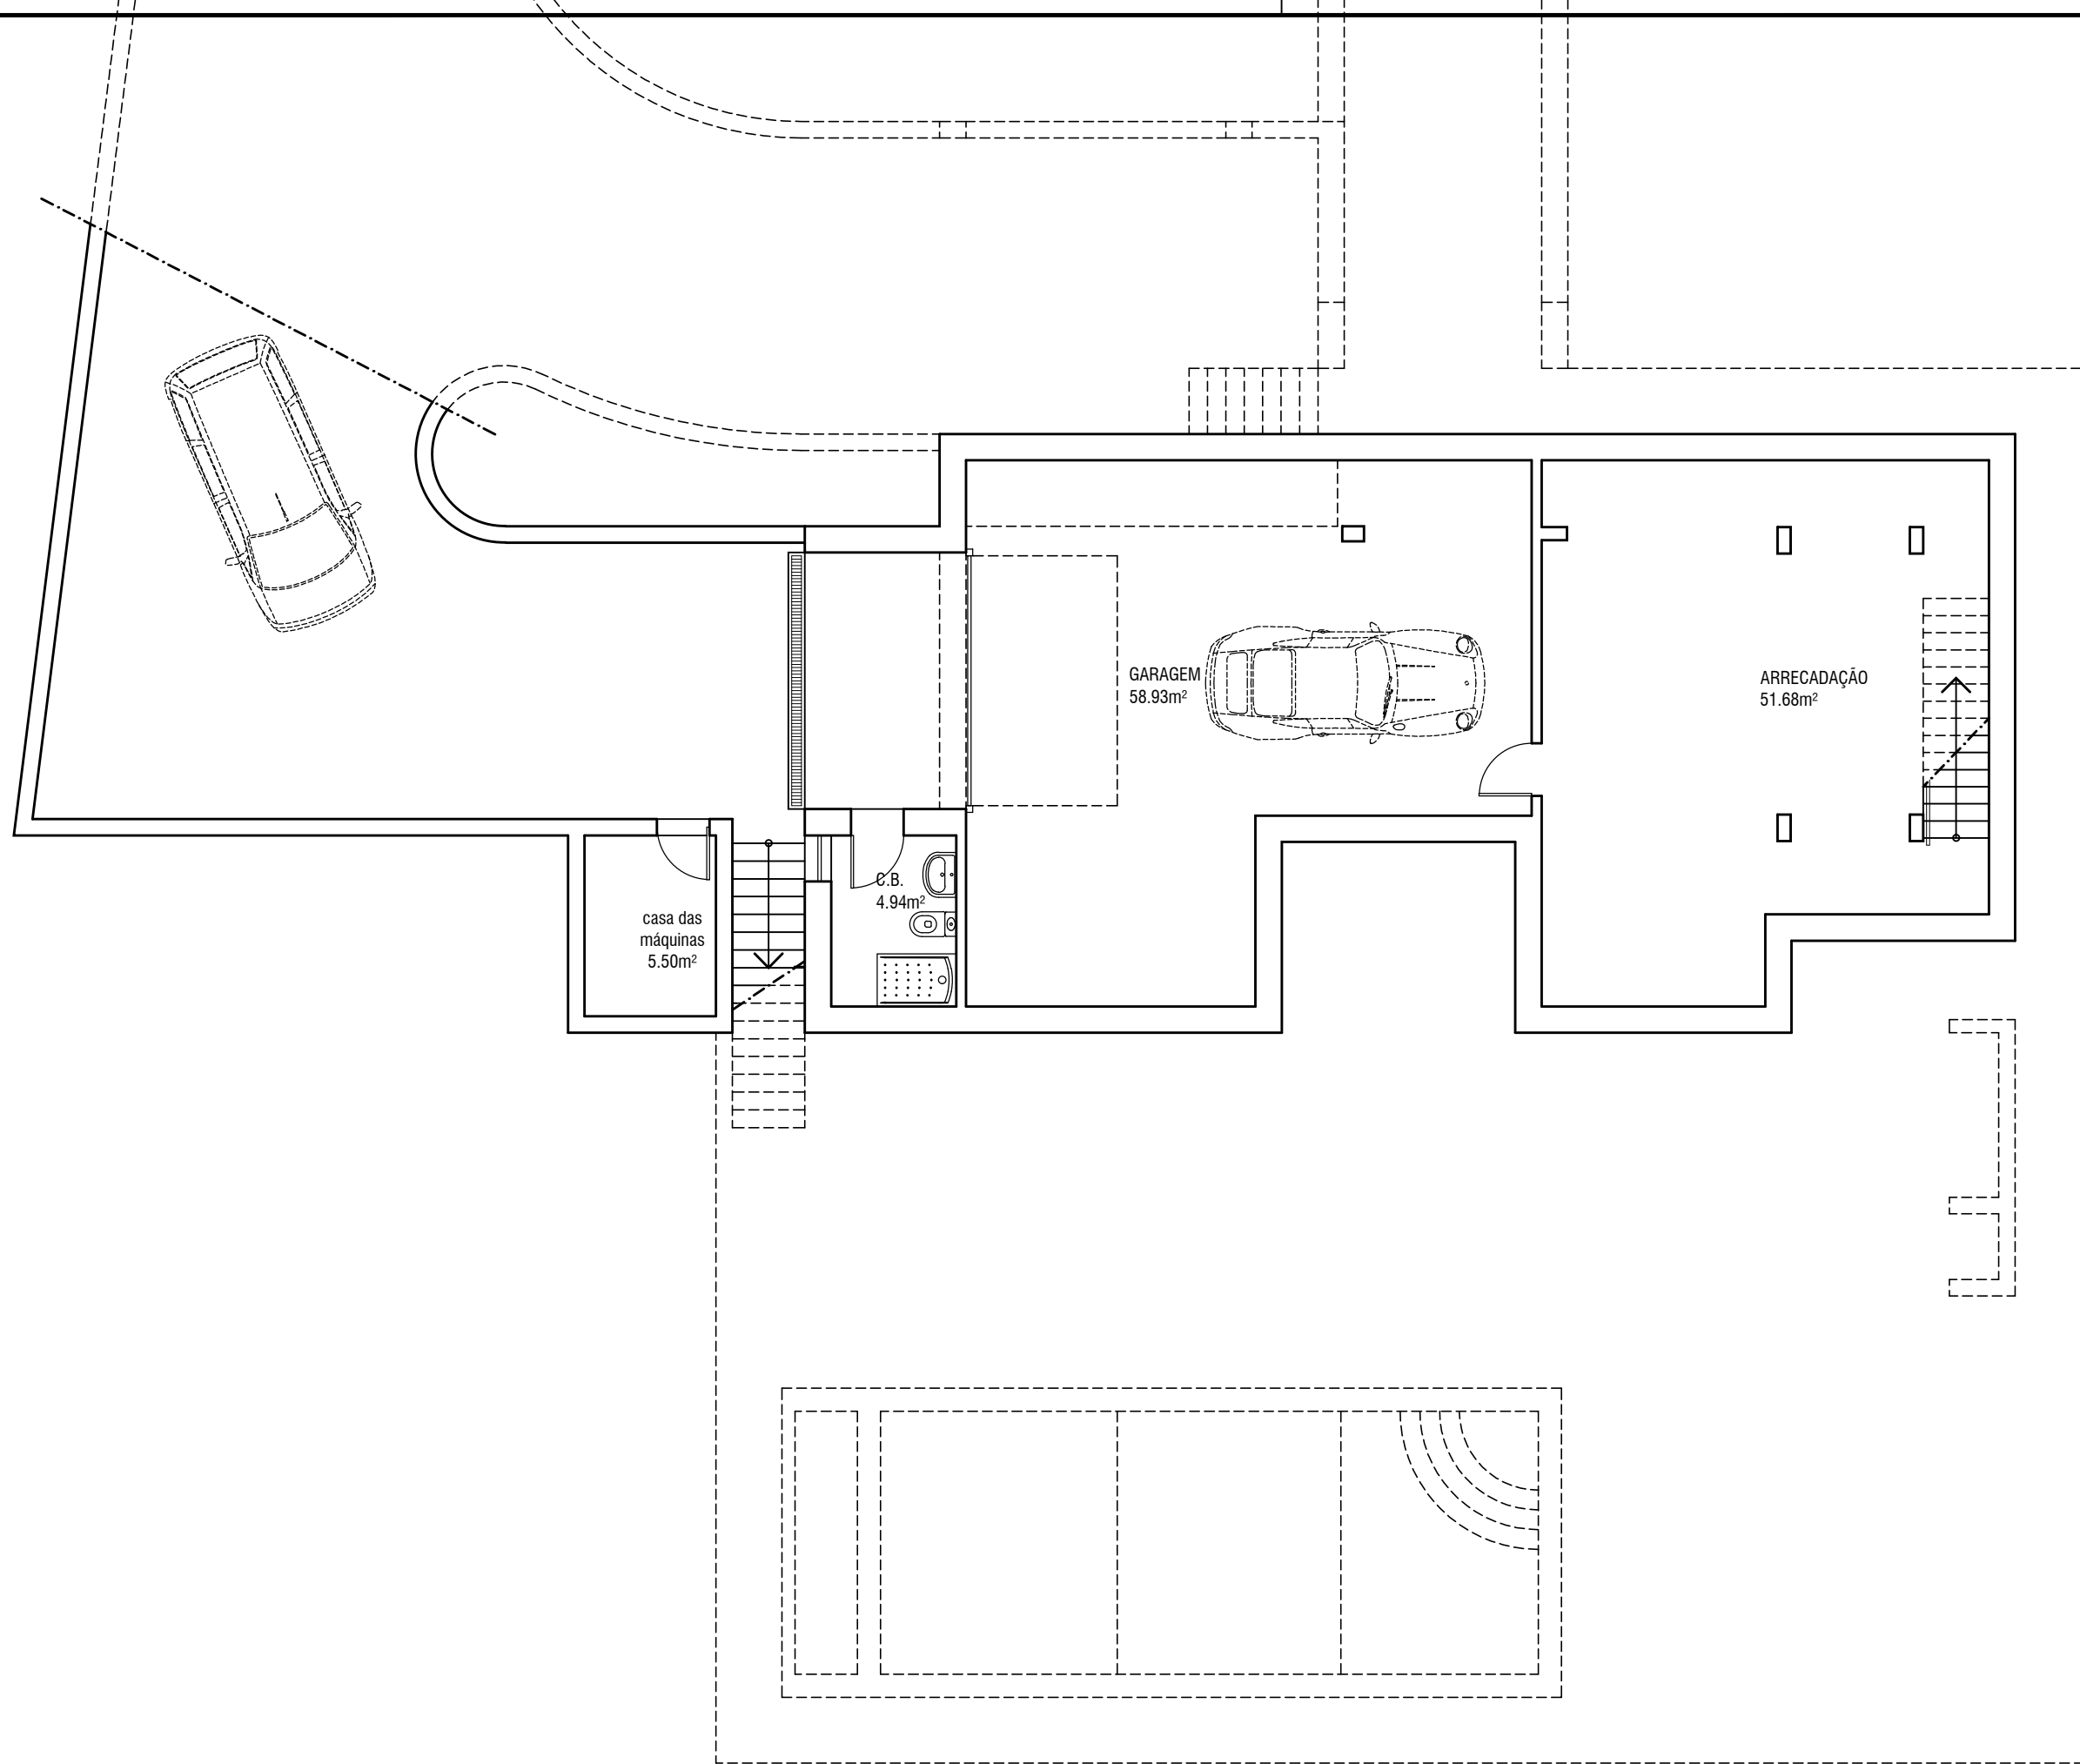 GARAGEM
58.93m²
ARRECADAÇÃO
51.68m²
C.B.
4.94m²
casa das
máquinas
5.50m²